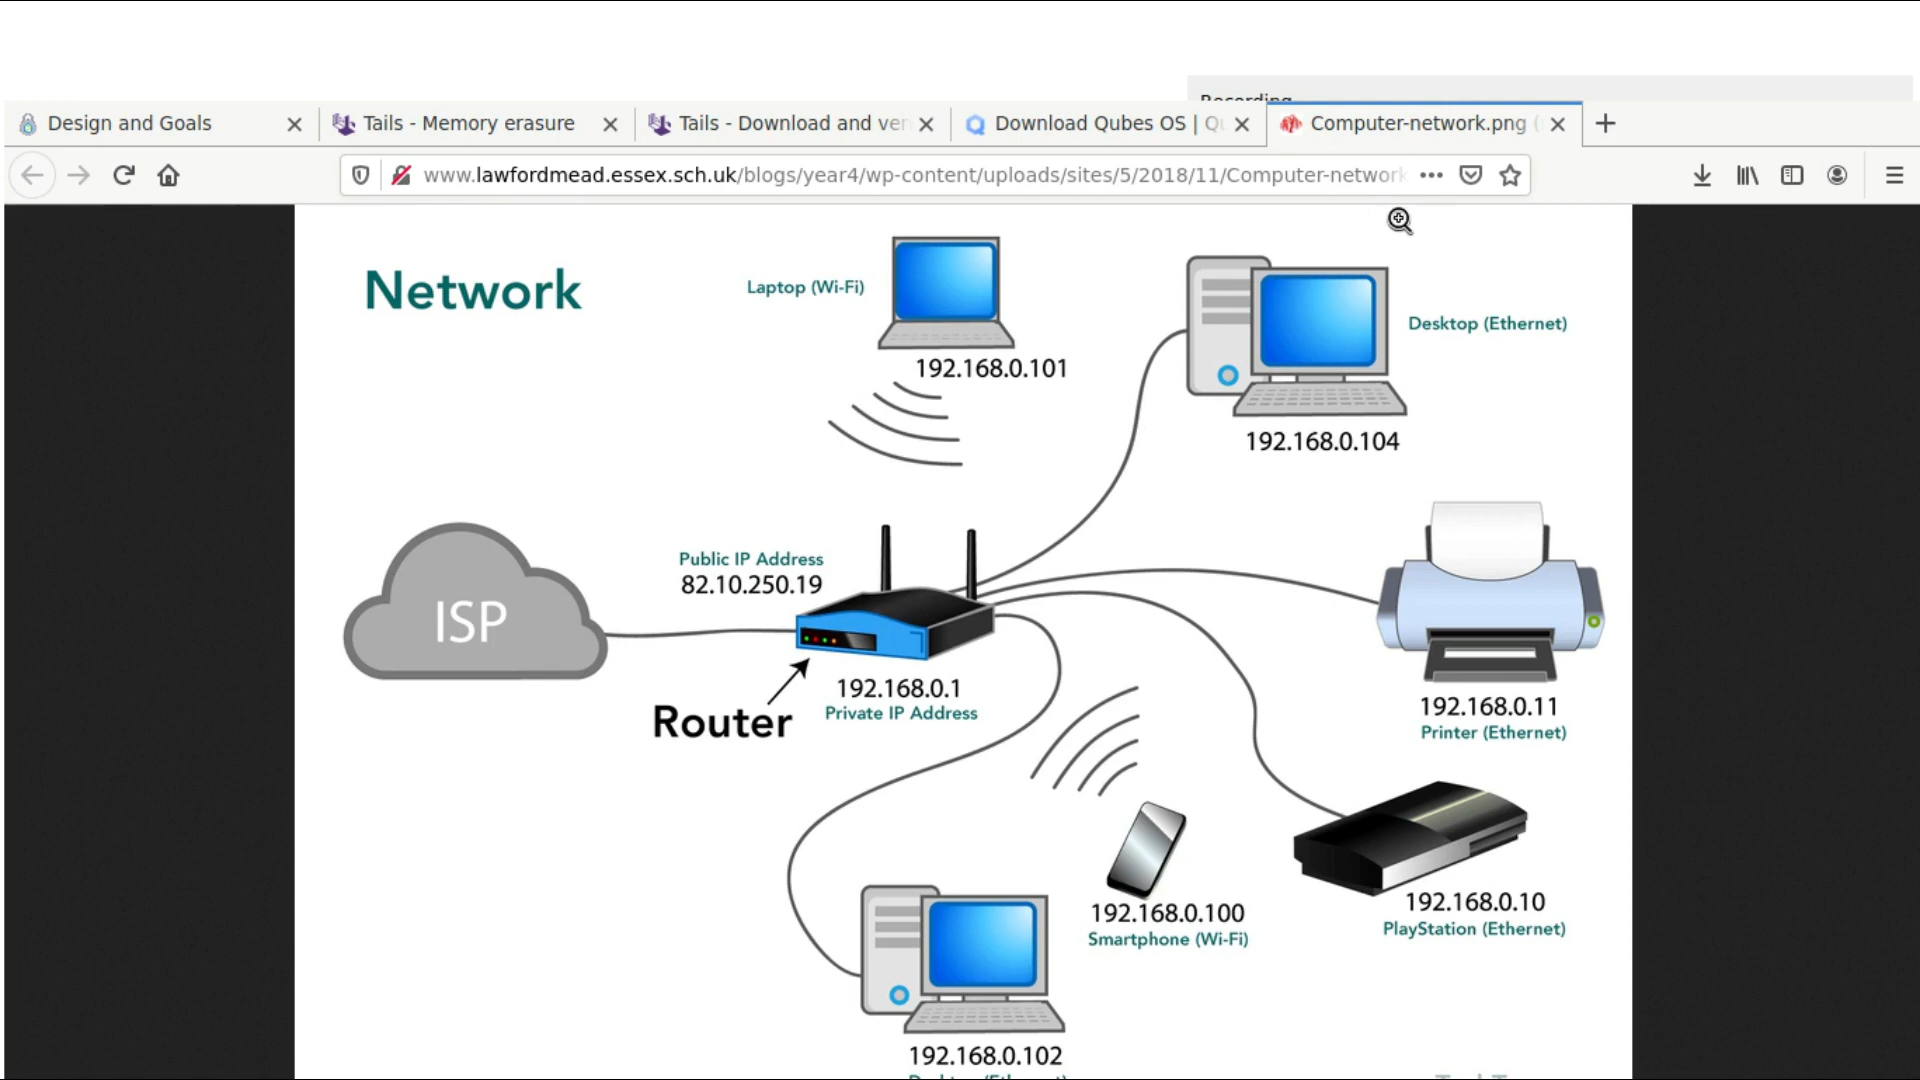 Recording
Design and Goals
Tails - Memory erasure
Tails - Download and ver
Download Qubes OS | Qu
Computer-network.png (
www.lawfordmead.essex.sch.uk/blogs/year4/wp-content/uploads/sites/5/2018/11/Computer-network
Network
Laptop (Wi-Fi)
192.168.0.101
Desktop (Ethernet)
192.168.0.104
ISP
Public IP Address
82.10.250.19
192.168.0.1
Private IP Address
Router
192.168.0.11
Printer (Ethernet)
192.168.0.100
Smartphone (Wi-Fi)
192.168.0.10
PlayStation (Ethernet)
192.168.0.102